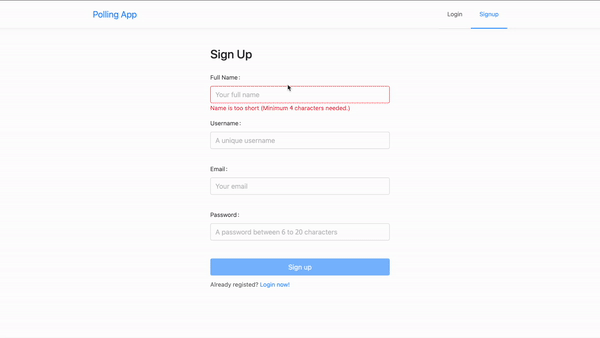 Polling App
Login
Signup
Sign Up
Full Name :
Your full name
Name is too short (Minimum 4 characters needed.)
Username :
A unique username
Email :
Your email
Password :
A password between 6 to 20 characters
Sign up
Already registed? Login now!